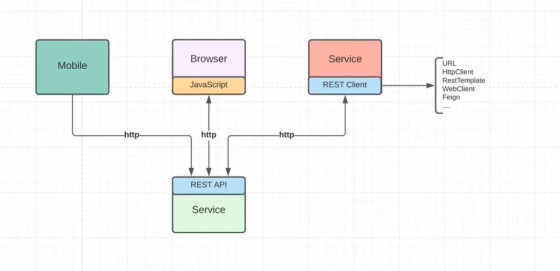 Mobile
Browser
JavaScript
Service
REST Client
URL
HttpClient
RestTemplate
WebClient
Feign
....
http
http
http
REST API
Service